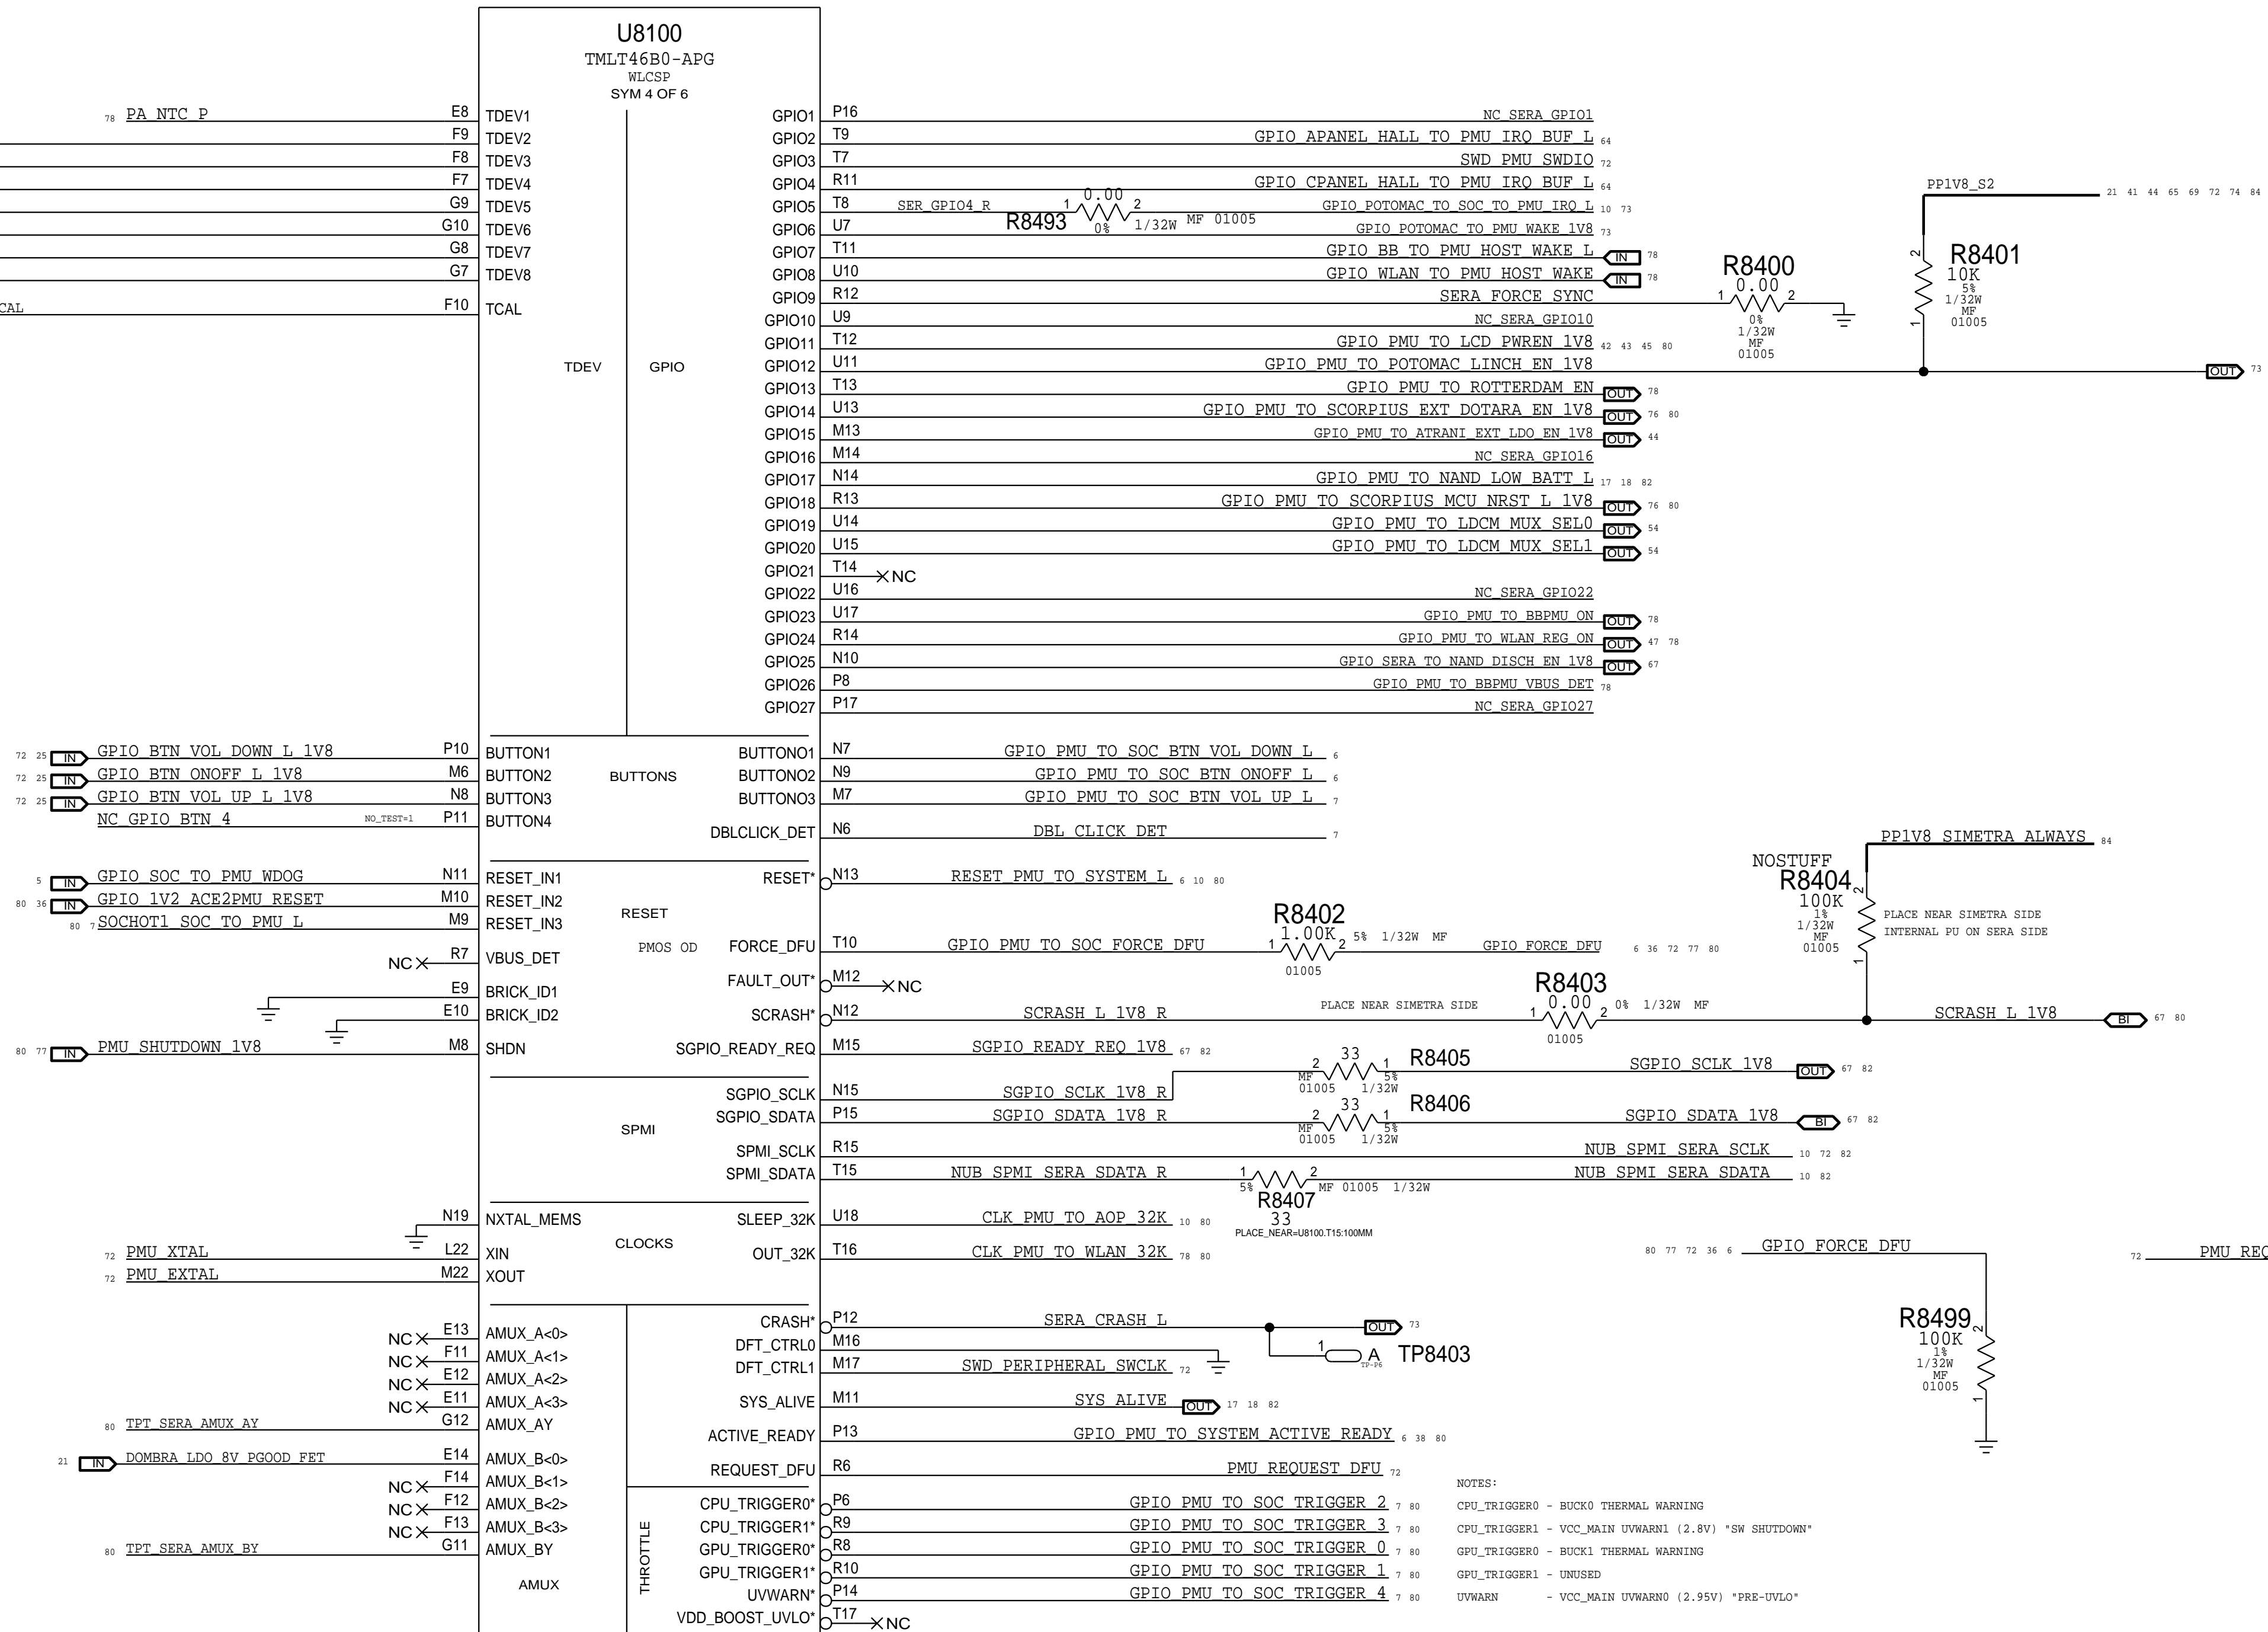 U8100
TMLT46B0-APG
WLCSP
SYM 4 OF 6
78 PA_NTC_P E8 TDEV1
F9 TDEV2
F8 TDEV3
F7 TDEV4
G9 TDEV5
G10 TDEV6
G8 TDEV7
G7 TDEV8
CAL F10 TCAL
TDEV GPIO
GPIO1 P16 NC_SERA_GPIO1
GPIO2 T9 GPIO_APANEL_HALL_TO_PMU_IRQ_BUF_L 64
GPIO3 T7 SWD_PMU_SWDIO 72
GPIO4 R11 GPIO_CPANEL_HALL_TO_PMU_IRQ_BUF_L 64
GPIO5 T8 SER_GPIO4_R R8493 1 0.00 2 0% 1/32W MF 01005 GPIO_POTOMAC_TO_SOC_TO_PMU_IRQ_L 10 73
GPIO6 U7 GPIO_POTOMAC_TO_PMU_WAKE_1V8 73
GPIO7 T11 GPIO_BB_TO_PMU_HOST_WAKE_L IN 78
GPIO8 U10 GPIO_WLAN_TO_PMU_HOST_WAKE IN 78
GPIO9 R12 SERA_FORCE_SYNC
R8400
0.00
1 2
0%
1/32W
MF
01005
PP1V8_S2 21 41 44 65 69 72 74 84
2 R8401
10K
5%
1/32W
MF
1 01005
GPIO10 U9 NC_SERA_GPIO10
GPIO11 T12 GPIO_PMU_TO_LCD_PWREN_1V8 42 43 45 80
GPIO12 U11 GPIO_PMU_TO_POTOMAC_LINCH_EN_1V8 OUT 73
GPIO13 T13 GPIO_PMU_TO_ROTTERDAM_EN OUT 78
GPIO14 U13 GPIO_PMU_TO_SCORPIUS_EXT_DOTARA_EN_1V8 OUT 76 80
GPIO15 M13 GPIO_PMU_TO_ATRANI_EXT_LDO_EN_1V8 OUT 44
GPIO16 M14 NC_SERA_GPIO16
GPIO17 N14 GPIO_PMU_TO_NAND_LOW_BATT_L 17 18 82
GPIO18 R13 GPIO_PMU_TO_SCORPIUS_MCU_NRST_L_1V8 OUT 76 80
GPIO19 U14 GPIO_PMU_TO_LDCM_MUX_SEL0 OUT 54
GPIO20 U15 GPIO_PMU_TO_LDCM_MUX_SEL1 OUT 54
GPIO21 T14 NC
GPIO22 U16 NC_SERA_GPIO22
GPIO23 U17 GPIO_PMU_TO_BBPMU_ON OUT 78
GPIO24 R14 GPIO_PMU_TO_WLAN_REG_ON OUT 47 78
GPIO25 N10 GPIO_SERA_TO_NAND_DISCH_EN_1V8 OUT 67
GPIO26 P8 GPIO_PMU_TO_BBPMU_VBUS_DET 78
GPIO27 P17 NC_SERA_GPIO27
72 25 IN GPIO_BTN_VOL_DOWN_L_1V8 P10 BUTTON1
72 25 IN GPIO_BTN_ONOFF_L_1V8 M6 BUTTON2
72 25 IN GPIO_BTN_VOL_UP_L_1V8 N8 BUTTON3
NC_GPIO_BTN_4 NO_TEST=1 P11 BUTTON4
BUTTONS
BUTTONO1 N7 GPIO_PMU_TO_SOC_BTN_VOL_DOWN_L 6
BUTTONO2 N9 GPIO_PMU_TO_SOC_BTN_ONOFF_L 6
BUTTONO3 M7 GPIO_PMU_TO_SOC_BTN_VOL_UP_L 7
DBLCLICK_DET N6 DBL_CLICK_DET 7
5 IN GPIO_SOC_TO_PMU_WDOG N11 RESET_IN1
80 36 IN GPIO_1V2_ACE2PMU_RESET M10 RESET_IN2
80 7 SOCHOT1_SOC_TO_PMU_L M9 RESET_IN3
NC R7 VBUS_DET
E9 BRICK_ID1
E10 BRICK_ID2
80 77 IN PMU_SHUTDOWN_1V8 M8 SHDN
RESET
PMOS OD
RESET* N13 RESET_PMU_TO_SYSTEM_L 6 10 80
FORCE_DFU T10 GPIO_PMU_TO_SOC_FORCE_DFU R8402 1.00K 5% 1/32W MF 1 2 01005 GPIO_FORCE_DFU 6 36 72 77 80
FAULT_OUT* M12 NC
SCRASH* N12 SCRASH_L_1V8_R PLACE NEAR SIMETRA SIDE R8403 0.00 0% 1/32W MF 1 2 01005 SCRASH_L_1V8 BI 67 80
PP1V8_SIMETRA_ALWAYS 84
NOSTUFF
R8404 2
100K
1%
1/32W
MF
01005
1
PLACE NEAR SIMETRA SIDE
INTERNAL PU ON SERA SIDE
SGPIO_READY_REQ M15 SGPIO_READY_REQ_1V8 67 82
SPMI
SGPIO_SCLK N15 SGPIO_SCLK_1V8_R 2 33 1 R8405 MF 5% 01005 1/32W SGPIO_SCLK_1V8 OUT 67 82
SGPIO_SDATA P15 SGPIO_SDATA_1V8_R 2 33 1 R8406 MF 5% 01005 1/32W SGPIO_SDATA_1V8 BI 67 82
SPMI_SCLK R15 NUB_SPMI_SERA_SCLK 10 72 82
SPMI_SDATA T15 NUB_SPMI_SERA_SDATA_R 1 2 5% MF 01005 1/32W NUB_SPMI_SERA_SDATA 10 82
R8407
33
PLACE_NEAR=U8100.T15:100MM
N19 NXTAL_MEMS
72 PMU_XTAL L22 XIN
72 PMU_EXTAL M22 XOUT
CLOCKS
SLEEP_32K U18 CLK_PMU_TO_AOP_32K 10 80
OUT_32K T16 CLK_PMU_TO_WLAN_32K 78 80
80 77 72 36 6 GPIO_FORCE_DFU
R8499 2
100K
1%
1/32W
MF
01005
1
72 PMU_REQ
NC E13 AMUX_A<0>
NC F11 AMUX_A<1>
NC E12 AMUX_A<2>
NC E11 AMUX_A<3>
80 TPT_SERA_AMUX_AY G12 AMUX_AY
21 IN DOMBRA_LDO_8V_PGOOD_FET E14 AMUX_B<0>
NC F14 AMUX_B<1>
NC F12 AMUX_B<2>
NC F13 AMUX_B<3>
80 TPT_SERA_AMUX_BY G11 AMUX_BY
AMUX
CRASH* P12 SERA_CRASH_L OUT 73
1 A TP8403
TP-P6
DFT_CTRL0 M16
DFT_CTRL1 M17 SWD_PERIPHERAL_SWCLK 72
SYS_ALIVE M11 SYS_ALIVE OUT 17 18 82
ACTIVE_READY P13 GPIO_PMU_TO_SYSTEM_ACTIVE_READY 6 38 80
REQUEST_DFU R6 PMU_REQUEST_DFU 72
THROTTLE
NOTES:
CPU_TRIGGER0* P6 GPIO_PMU_TO_SOC_TRIGGER_2 7 80 CPU_TRIGGER0 - BUCK0 THERMAL WARNING
CPU_TRIGGER1* R9 GPIO_PMU_TO_SOC_TRIGGER_3 7 80 CPU_TRIGGER1 - VCC_MAIN UVWARN1 (2.8V) "SW SHUTDOWN"
GPU_TRIGGER0* R8 GPIO_PMU_TO_SOC_TRIGGER_0 7 80 GPU_TRIGGER0 - BUCK1 THERMAL WARNING
GPU_TRIGGER1* R10 GPIO_PMU_TO_SOC_TRIGGER_1 7 80 GPU_TRIGGER1 - UNUSED
UVWARN* P14 GPIO_PMU_TO_SOC_TRIGGER_4 7 80 UVWARN - VCC_MAIN UVWARN0 (2.95V) "PRE-UVLO"
VDD_BOOST_UVLO* T17 NC